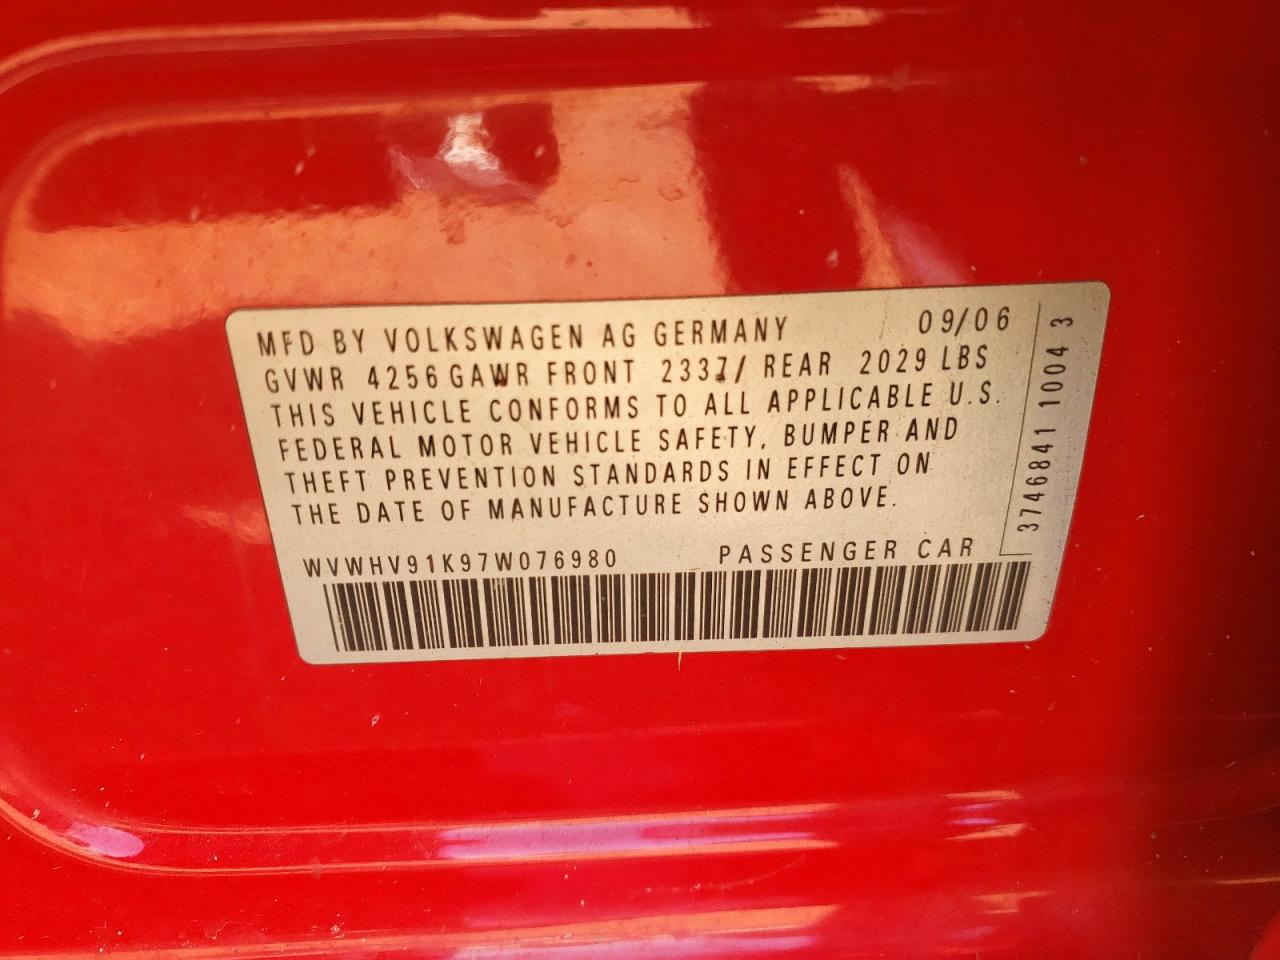 MFD BY VOLKSWAGEN AG GERMANY 09/06
GVWR 4256 GAWR FRONT 2337/ REAR 2029 LBS
THIS VEHICLE CONFORMS TO ALL APPLICABLE U.S.
FEDERAL MOTOR VEHICLE SAFETY, BUMPER AND
THEFT PREVENTION STANDARDS IN EFFECT ON
THE DATE OF MANUFACTURE SHOWN ABOVE.
WVWHV91K97W076980 PASSENGER CAR
3746841 1004 3